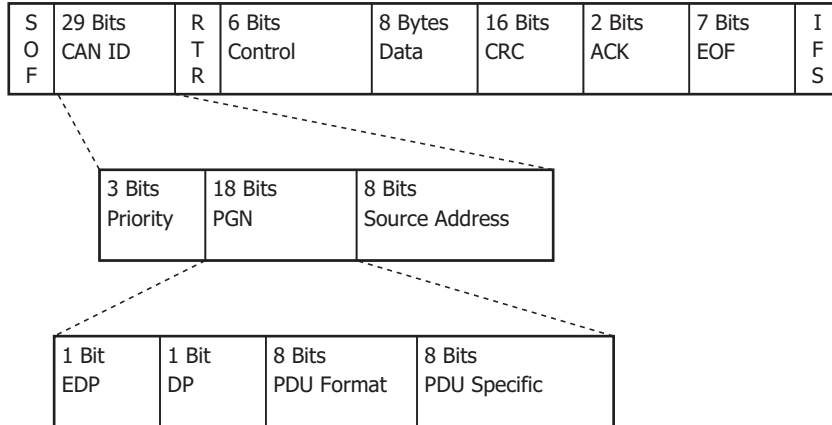 S O F
29 Bits
CAN ID
R T R
6 Bits
Control
8 Bytes
Data
16 Bits
CRC
2 Bits
ACK
7 Bits
EOF
I F S
3 Bits
Priority
18 Bits
PGN
8 Bits
Source Address
1 Bit
EDP
1 Bit
DP
8 Bits
PDU Format
8 Bits
PDU Specific